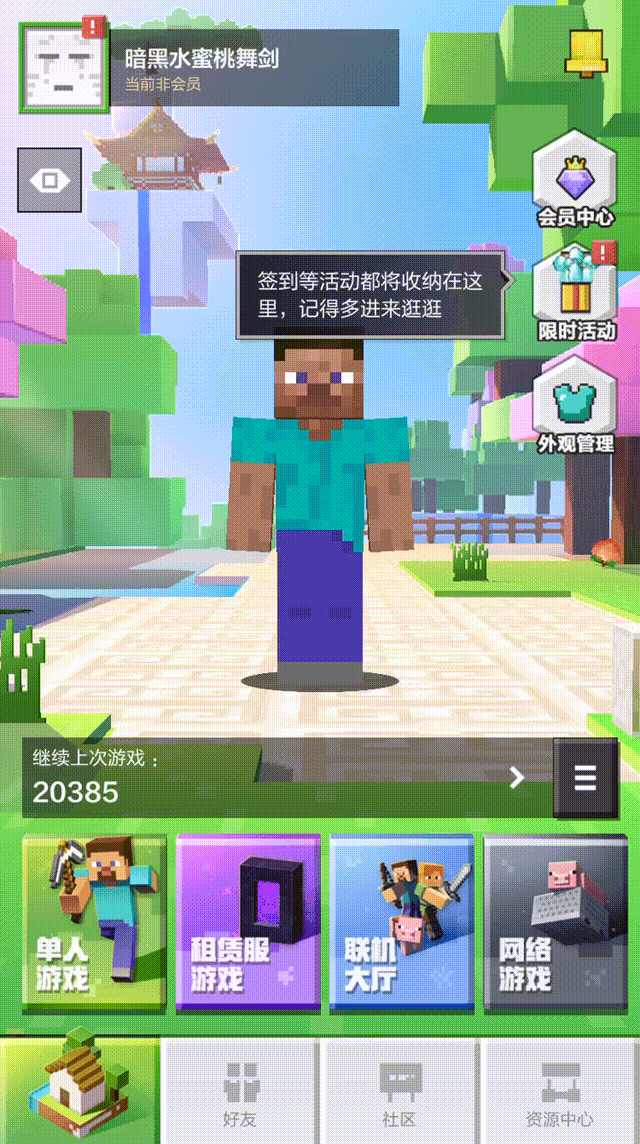 暗黑水蜜桃舞剑
当前非会员
会员中心
签到等活动都将收纳在这
里，记得多进来逛逛
限时活动
外观管理
继续上次游戏：
20385
单人
游戏
租赁服
游戏
联机
大厅
网络
游戏
好友
社区
资源中心